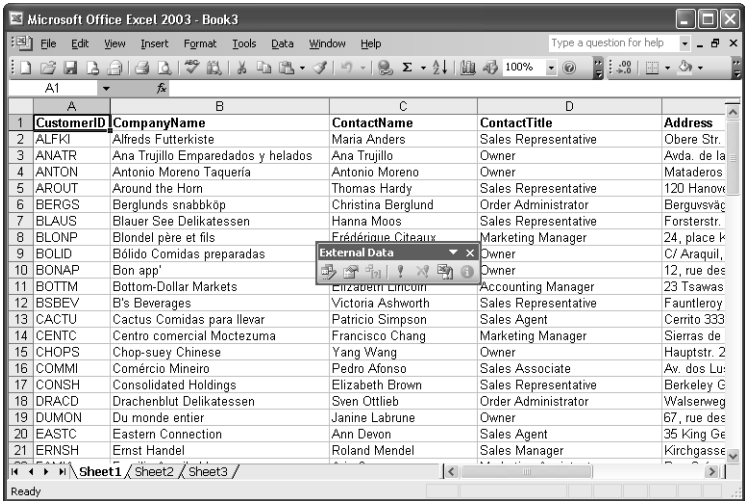 Microsoft Office Excel 2003 - Book3
File Edit View Insert Format Tools Data Window Help Type a question for help
100%
A1 fx
A B C D
1 CustomerID CompanyName ContactName ContactTitle Address
2 ALFKI Alfreds Futterkiste Maria Anders Sales Representative Obere Str.
3 ANATR Ana Trujillo Emparedados y helados Ana Trujillo Owner Avda. de la
4 ANTON Antonio Moreno Taquería Antonio Moreno Owner Mataderos
5 AROUT Around the Horn Thomas Hardy Sales Representative 120 Hanove
6 BERGS Berglunds snabbköp Christina Berglund Order Administrator Berguvsväg
7 BLAUS Blauer See Delikatessen Hanna Moos Sales Representative Forsterstr.
8 BLONP Blondel père et fils Frédérique Citeaux Marketing Manager 24, place K
External Data
9 BOLID Bólido Comidas preparadas Owner C/ Araquil,
10 BONAP Bon app' Owner 12, rue des
11 BOTTM Bottom-Dollar Markets Elizabeth Lincoln Accounting Manager 23 Tsawas
12 BSBEV B's Beverages Victoria Ashworth Sales Representative Fauntleroy
13 CACTU Cactus Comidas para llevar Patricio Simpson Sales Agent Cerrito 333
14 CENTC Centro comercial Moctezuma Francisco Chang Marketing Manager Sierras de
15 CHOPS Chop-suey Chinese Yang Wang Owner Hauptstr. 2
16 COMMI Comércio Mineiro Pedro Afonso Sales Associate Av. dos Lus
17 CONSH Consolidated Holdings Elizabeth Brown Sales Representative Berkeley G
18 DRACD Drachenblut Delikatessen Sven Ottlieb Order Administrator Walserweg
19 DUMON Du monde entier Janine Labrune Owner 67, rue des
20 EASTC Eastern Connection Ann Devon Sales Agent 35 King Ge
21 ERNSH Ernst Handel Roland Mendel Sales Manager Kirchgasse
Sheet1 Sheet2 Sheet3
Ready